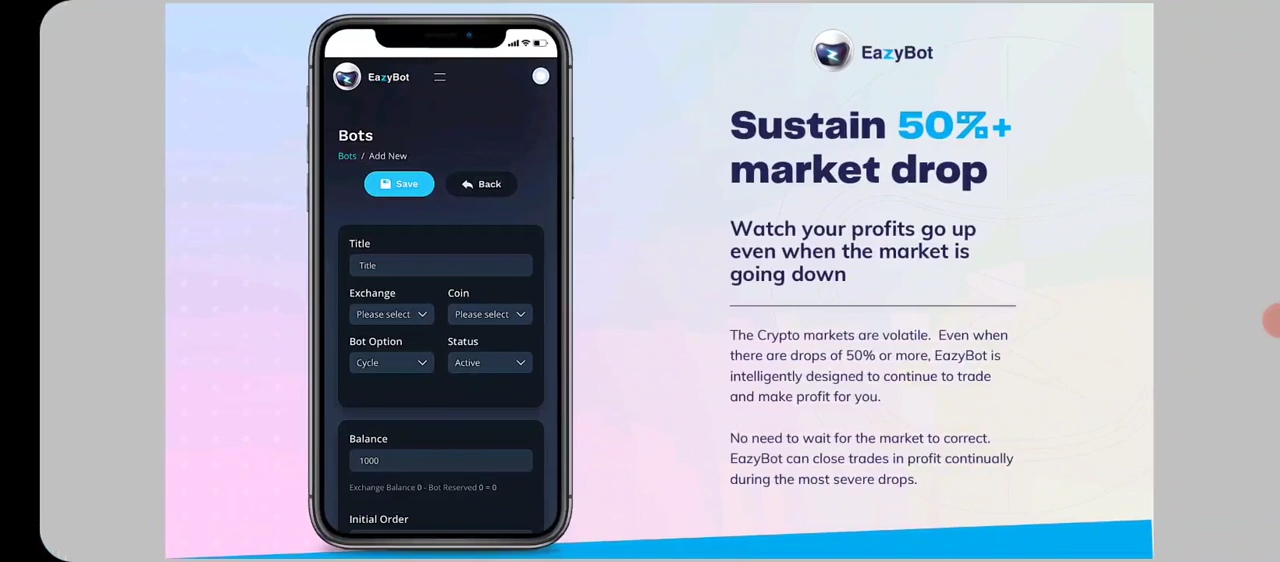 EazyBot
Bots
Bots / Add New
Save
Back
Title
Title
Exchange
Coin
Please select
Please select
Bot Option
Status
Cycle
Active
Balance
1000
Exchange Balance 0 - Bot Reserved 0 = 0
Initial Order
EazyBot
Sustain 50%+
market drop
Watch your profits go up
even when the market is
going down
The Crypto markets are volatile. Even when
there are drops of 50% or more, EazyBot is
intelligently designed to continue to trade
and make profit for you.
No need to wait for the market to correct.
EazyBot can close trades in profit continually
during the most severe drops.